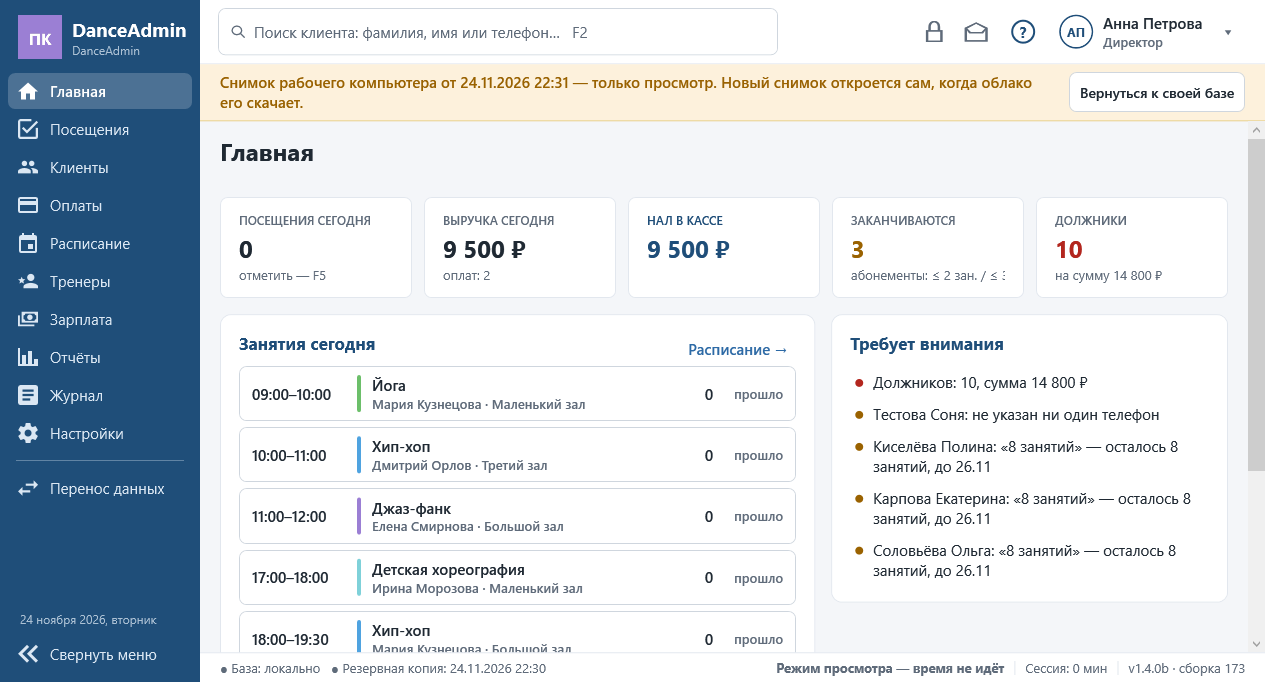 ПК
DanceAdmin
DanceAdmin
Главная
Посещения
Клиенты
Оплаты
Расписание
Тренеры
Зарплата
Отчёты
Журнал
Настройки
Перенос данных
24 ноября 2026, вторник
Свернуть меню
Поиск клиента: фамилия, имя или телефон... F2
?
АП
Анна Петрова
Директор
Снимок рабочего компьютера от 24.11.2026 22:31 — только просмотр. Новый снимок откроется сам, когда облако
его скачает.
Вернуться к своей базе
Главная
ПОСЕЩЕНИЯ СЕГОДНЯ
0
отметить — F5
ВЫРУЧКА СЕГОДНЯ
9 500 ₽
оплат: 2
НАЛ В КАССЕ
9 500 ₽
ЗАКАНЧИВАЮТСЯ
3
абонементы: ≤ 2 зан. / ≤
ДОЛЖНИКИ
10
на сумму 14 800 ₽
Занятия сегодня
Расписание →
09:00–10:00
Йога
Мария Кузнецова · Маленький зал
0 прошло
10:00–11:00
Хип-хоп
Дмитрий Орлов · Третий зал
0 прошло
11:00–12:00
Джаз-фанк
Елена Смирнова · Большой зал
0 прошло
17:00–18:00
Детская хореография
Ирина Морозова · Маленький зал
0 прошло
18:00–19:30
Хип-хоп
Мария Кузнецова · Большой зал
0 прошло
Требует внимания
Должников: 10, сумма 14 800 ₽
Тестова Соня: не указан ни один телефон
Киселёва Полина: «8 занятий» — осталось 8
занятий, до 26.11
Карпова Екатерина: «8 занятий» — осталось 8
занятий, до 26.11
Соловьёва Ольга: «8 занятий» — осталось 8
занятий, до 26.11
● База: локально ● Резервная копия: 24.11.2026 22:30
Режим просмотра — время не идёт
Сессия: 0 мин
v1.4.0b · сборка 173